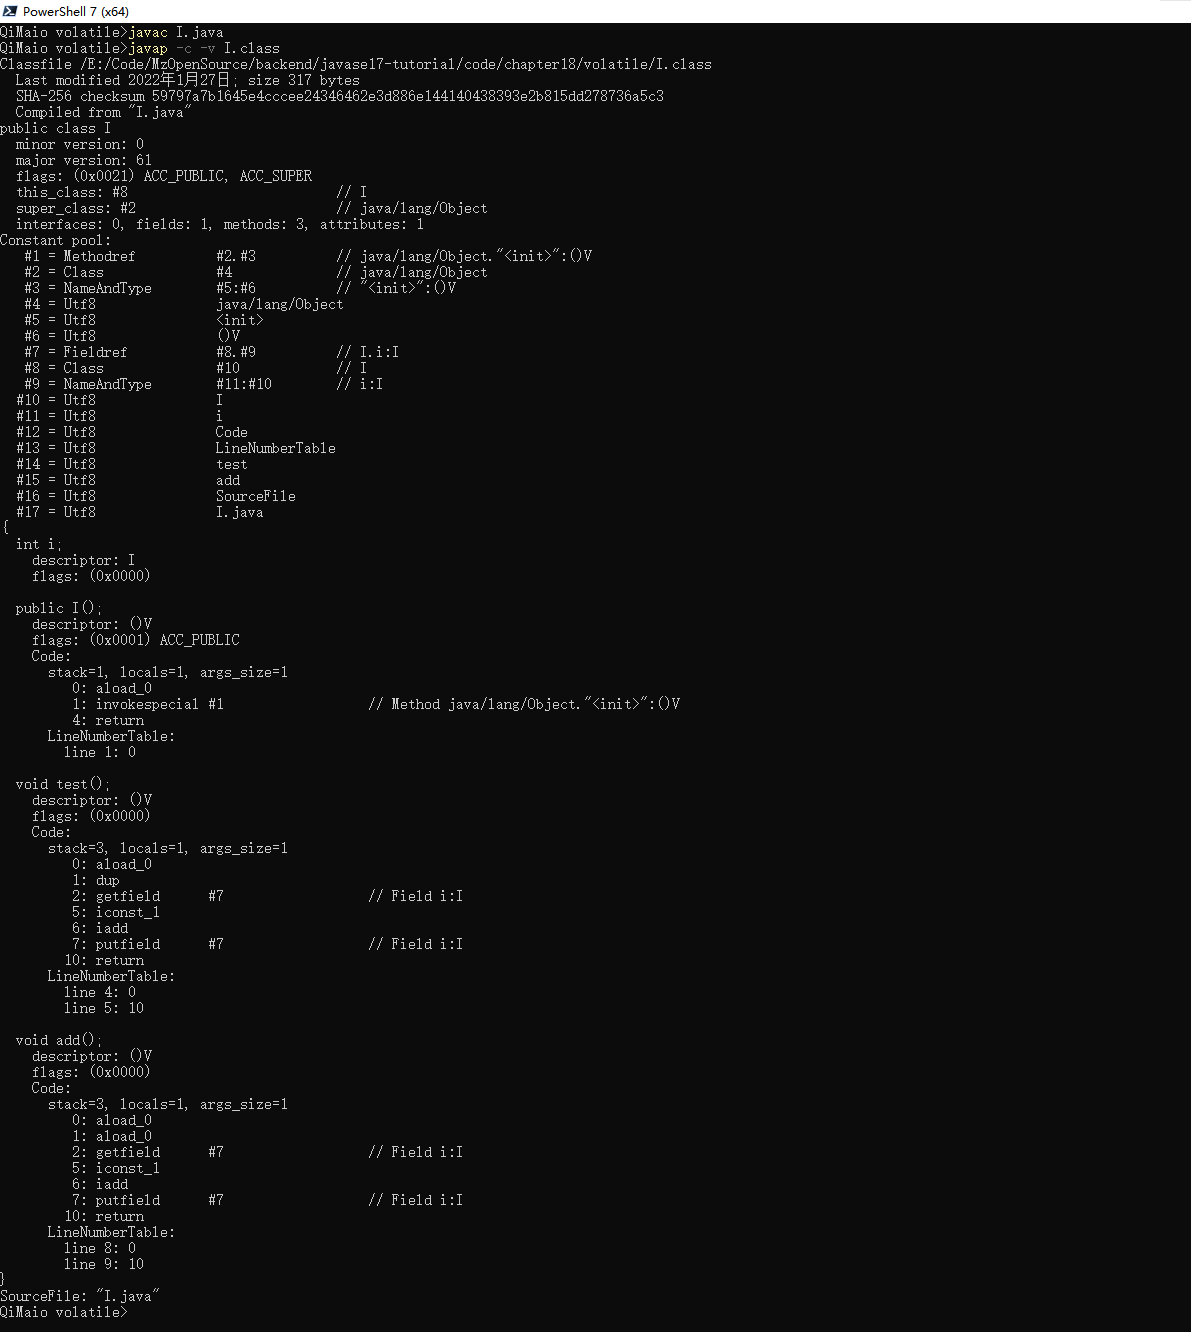 PowerShell 7 (x64)
QiMaio volatile>javac I.java
QiMaio volatile>javap -c -v I.class
Classfile /E:/Code/MzOpenSource/backend/javase17-tutorial/code/chapter18/volatile/I.class
  Last modified 2022年1月27日; size 317 bytes
  SHA-256 checksum 59797a7b1645e4cccee24346462e3d886e144140438393e2b815dd278736a5c3
  Compiled from "I.java"
public class I
  minor version: 0
  major version: 61
  flags: (0x0021) ACC_PUBLIC, ACC_SUPER
  this_class: #8                          // I
  super_class: #2                         // java/lang/Object
  interfaces: 0, fields: 1, methods: 3, attributes: 1
Constant pool:
   #1 = Methodref          #2.#3          // java/lang/Object."<init>":()V
   #2 = Class              #4             // java/lang/Object
   #3 = NameAndType        #5:#6          // "<init>":()V
   #4 = Utf8               java/lang/Object
   #5 = Utf8               <init>
   #6 = Utf8               ()V
   #7 = Fieldref           #8.#9          // I.i:I
   #8 = Class              #10            // I
   #9 = NameAndType        #11:#10        // i:I
  #10 = Utf8               I
  #11 = Utf8               i
  #12 = Utf8               Code
  #13 = Utf8               LineNumberTable
  #14 = Utf8               test
  #15 = Utf8               add
  #16 = Utf8               SourceFile
  #17 = Utf8               I.java
{
  int i;
    descriptor: I
    flags: (0x0000)

  public I();
    descriptor: ()V
    flags: (0x0001) ACC_PUBLIC
    Code:
      stack=1, locals=1, args_size=1
         0: aload_0
         1: invokespecial #1                  // Method java/lang/Object."<init>":()V
         4: return
      LineNumberTable:
        line 1: 0

  void test();
    descriptor: ()V
    flags: (0x0000)
    Code:
      stack=3, locals=1, args_size=1
         0: aload_0
         1: dup
         2: getfield      #7                  // Field i:I
         5: iconst_1
         6: iadd
         7: putfield      #7                  // Field i:I
        10: return
      LineNumberTable:
        line 4: 0
        line 5: 10

  void add();
    descriptor: ()V
    flags: (0x0000)
    Code:
      stack=3, locals=1, args_size=1
         0: aload_0
         1: aload_0
         2: getfield      #7                  // Field i:I
         5: iconst_1
         6: iadd
         7: putfield      #7                  // Field i:I
        10: return
      LineNumberTable:
        line 8: 0
        line 9: 10
}
SourceFile: "I.java"
QiMaio volatile>